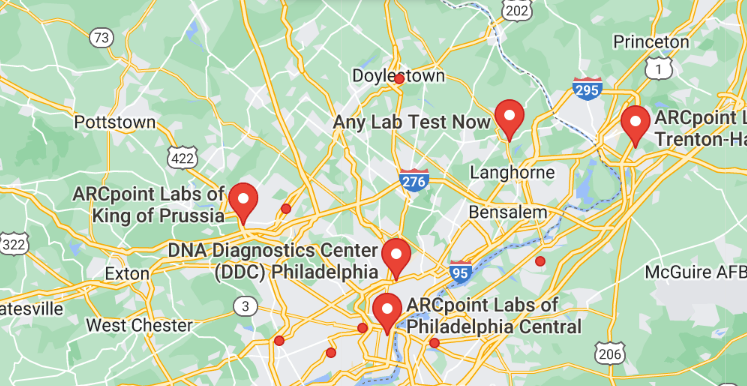 202
73
Princeton
1
Doylestown
295
Pottstown
Any Lab Test Now
ARCpoint L
Trenton-Ha
422
Langhorne
276
ARCpoint Labs of
King of Prussia
Bensalem
322
DNA Diagnostics Center
(DDC) Philadelphia
95
Exton
McGuire AFB
atesville
3
ARCpoint Labs of
Philadelphia Central
West Chester
206